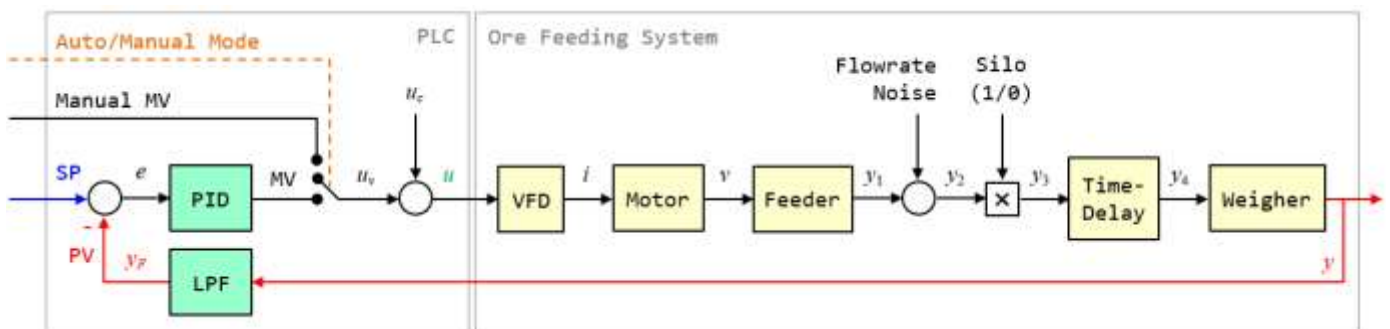 Auto/Manual Mode
PLC
Ore Feeding System
Manual MV
u_c
Flowrate
Noise
Silo
(1/0)
SP
e
PID
MV
u_v
u
VFD
i
Motor
v
Feeder
y_1
y_2
×
y_3
Time-
Delay
y_4
Weigher
-
PV
y_F
LPF
y